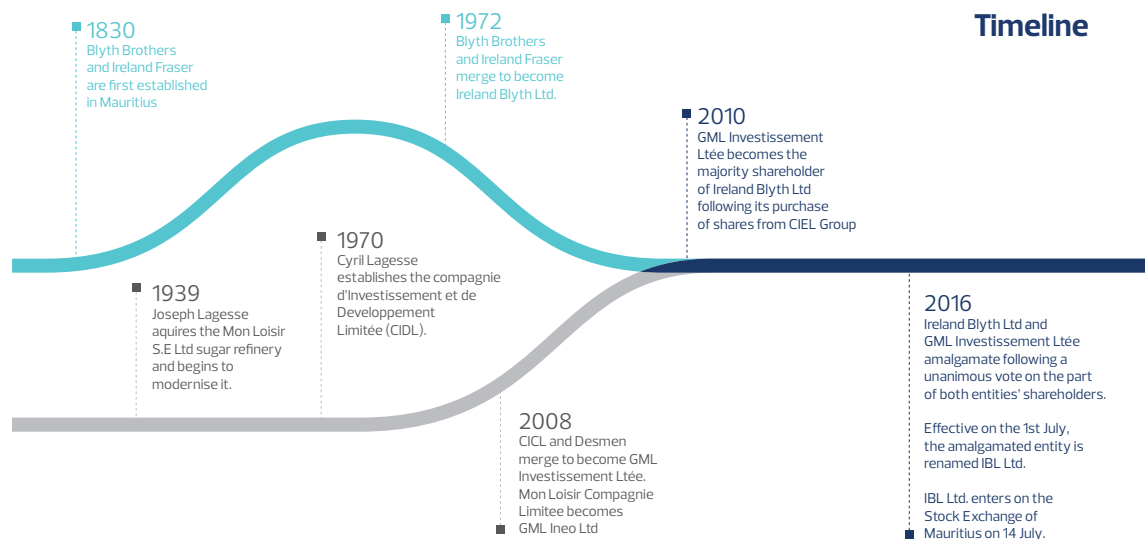 Timeline
1830
Blyth Brothers
and Ireland Fraser
are first established
in Mauritius
1972
Blyth Brothers
and Ireland Fraser
merge to become
Ireland Blyth Ltd.
2010
GML Investissement
Ltée becomes the
majority shareholder
of Ireland Blyth Ltd
following its purchase
of shares from CIEL Group
1939
Joseph Lagesse
aquires the Mon Loisir
S.E Ltd sugar refinery
and begins to
modernise it.
1970
Cyril Lagesse
establishes the compagnie
d'Investissement et de
Developpement
Limitée (CIDL).
2008
CICL and Desmen
merge to become GML
Investissement Ltée.
Mon Loisir Compagnie
Limitee becomes
GML Ineo Ltd
2016
Ireland Blyth Ltd and
GML Investissement Ltée
amalgamate following a
unanimous vote on the part
of both entities' shareholders.
Effective on the 1st July,
the amalgamated entity is
renamed IBL Ltd.
IBL Ltd. enters on the
Stock Exchange of
Mauritius on 14 July.